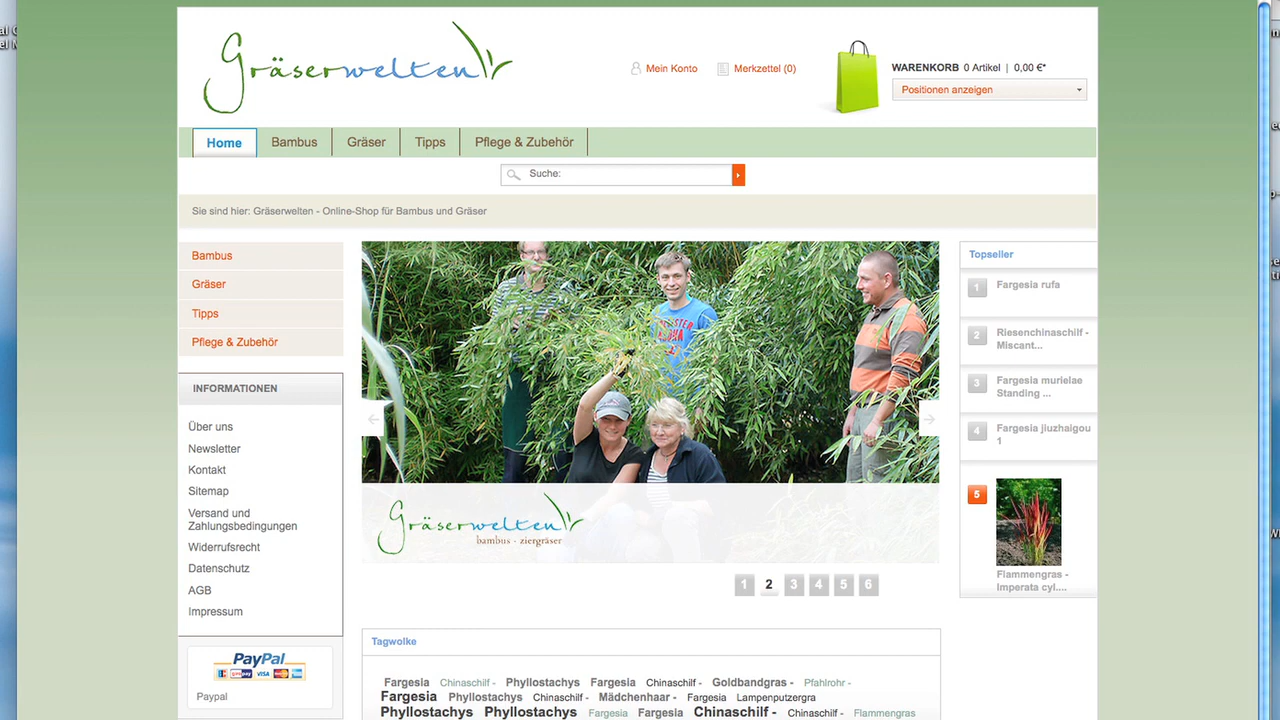 Gräserwelten
Mein Konto
Merkzettel (0)
WARENKORB 0 Artikel | 0,00 €*
Positionen anzeigen
Home
Bambus
Gräser
Tipps
Pflege & Zubehör
Suche:
Sie sind hier: Gräserwelten - Online-Shop für Bambus und Gräser
Bambus
Gräser
Tipps
Pflege & Zubehör
INFORMATIONEN
Über uns
Newsletter
Kontakt
Sitemap
Versand und
Zahlungsbedingungen
Widerrufsrecht
Datenschutz
AGB
Impressum
PayPal
VISA
Paypal
Gräserwelten
bambus - ziergräser
1 2 3 4 5 6
Topseller
1 Fargesia rufa
2 Riesenchinaschilf -
Miscant...
3 Fargesia murielae
Standing ...
4 Fargesia jiuzhaigou
1
5
Flammengras -
Imperata cyl....
Tagwolke
Fargesia Chinaschilf - Phyllostachys Fargesia Chinaschilf - Goldbandgras - Pfahlrohr -
Fargesia Phyllostachys Chinaschilf - Mädchenhaar - Fargesia Lampenputzergra
Phyllostachys Phyllostachys Fargesia Fargesia Chinaschilf - Chinaschilf - Flammengras